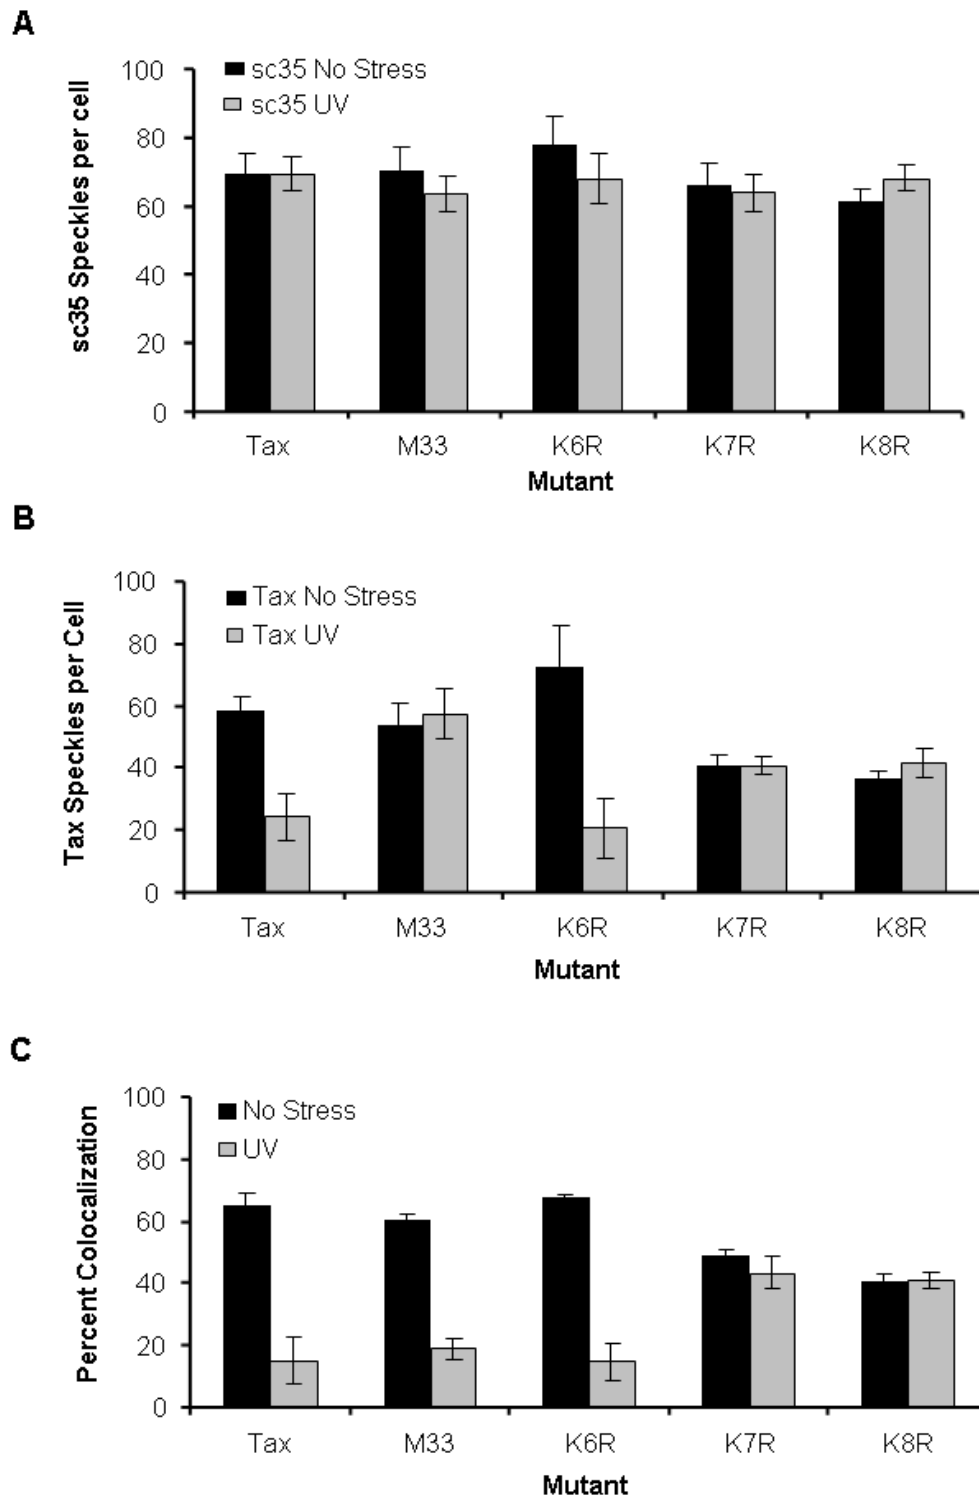 A
sc35 Speckles per cell
100
80
60
40
20
0
sc35 No Stress
sc35 UV
Tax M33 K6R K7R K8R
Mutant
B
Tax Speckles per Cell
100
80
60
40
20
0
Tax No Stress
Tax UV
Tax M33 K6R K7R K8R
Mutant
C
Percent Colocalization
100
80
60
40
20
0
No Stress
UV
Tax M33 K6R K7R K8R
Mutant